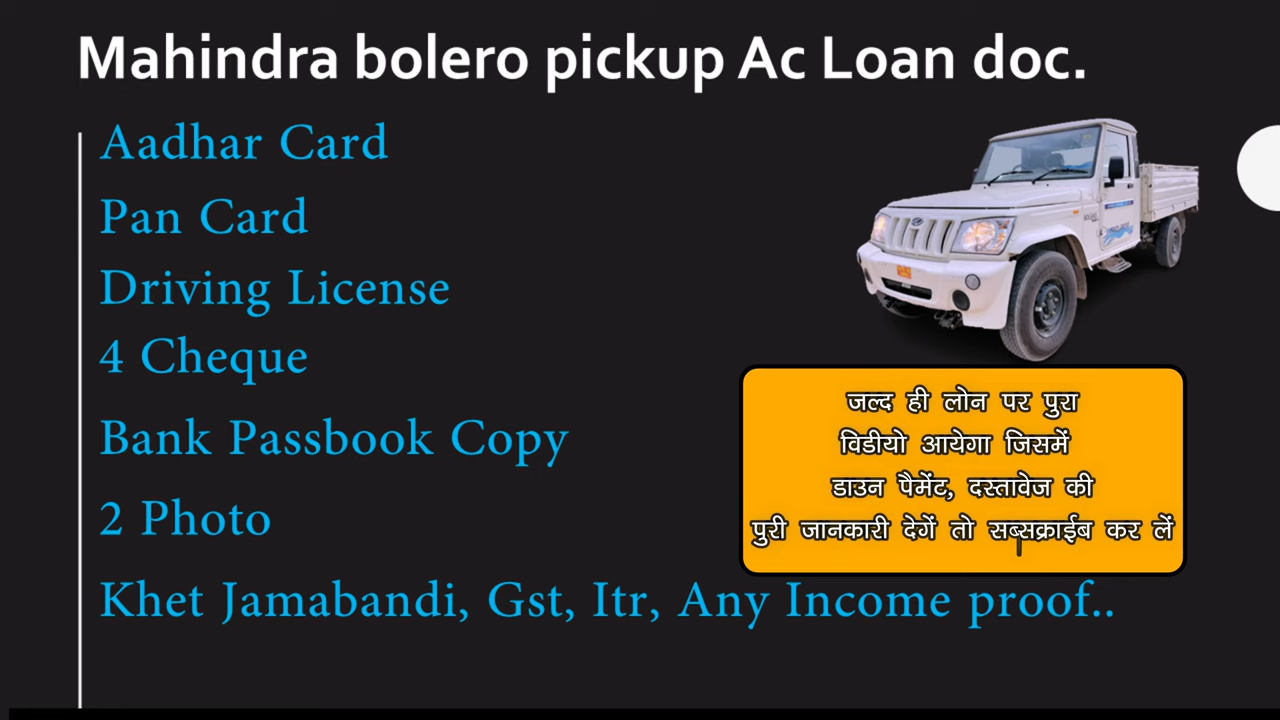 Mahindra bolero pickup Ac Loan doc.
Aadhar Card
Pan Card
Driving License
4 Cheque
Bank Passbook Copy
2 Photo
Khet Jamabandi, Gst, Itr, Any Income proof..
जल्द ही लोन पर पुरा
विडीयो आयेगा जिसमें
डाउन पैमेंट, दस्तावेज की
पुरी जानकारी देगें तो सब्सक्राईब कर लें